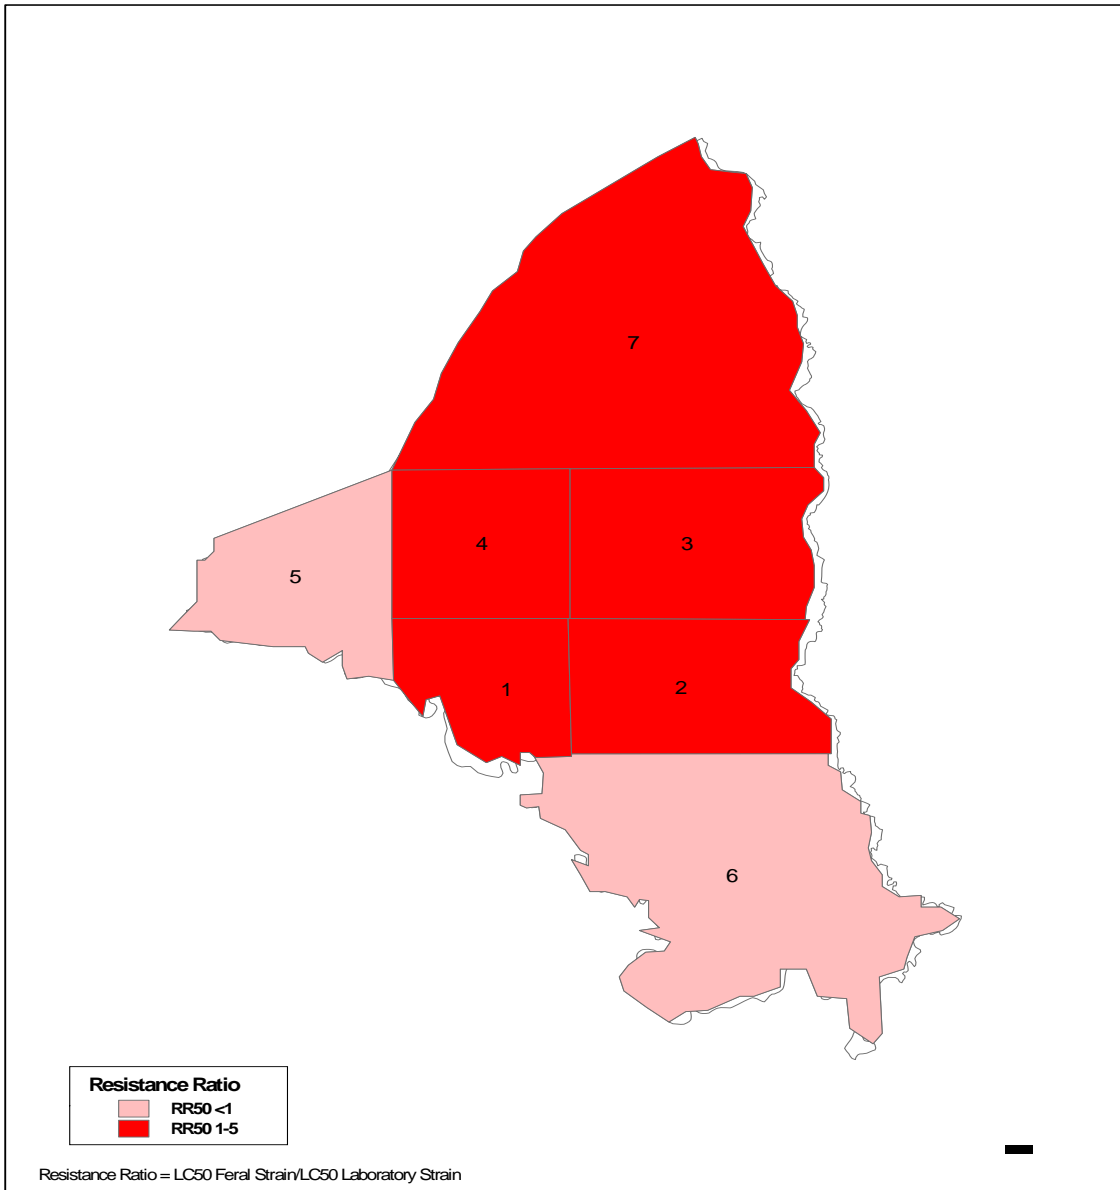 7
4
3
5
1
2
6
Resistance Ratio
RR50 <1
RR50 1-5
Resistance Ratio = LC50 Feral Strain/LC50 Laboratory Strain